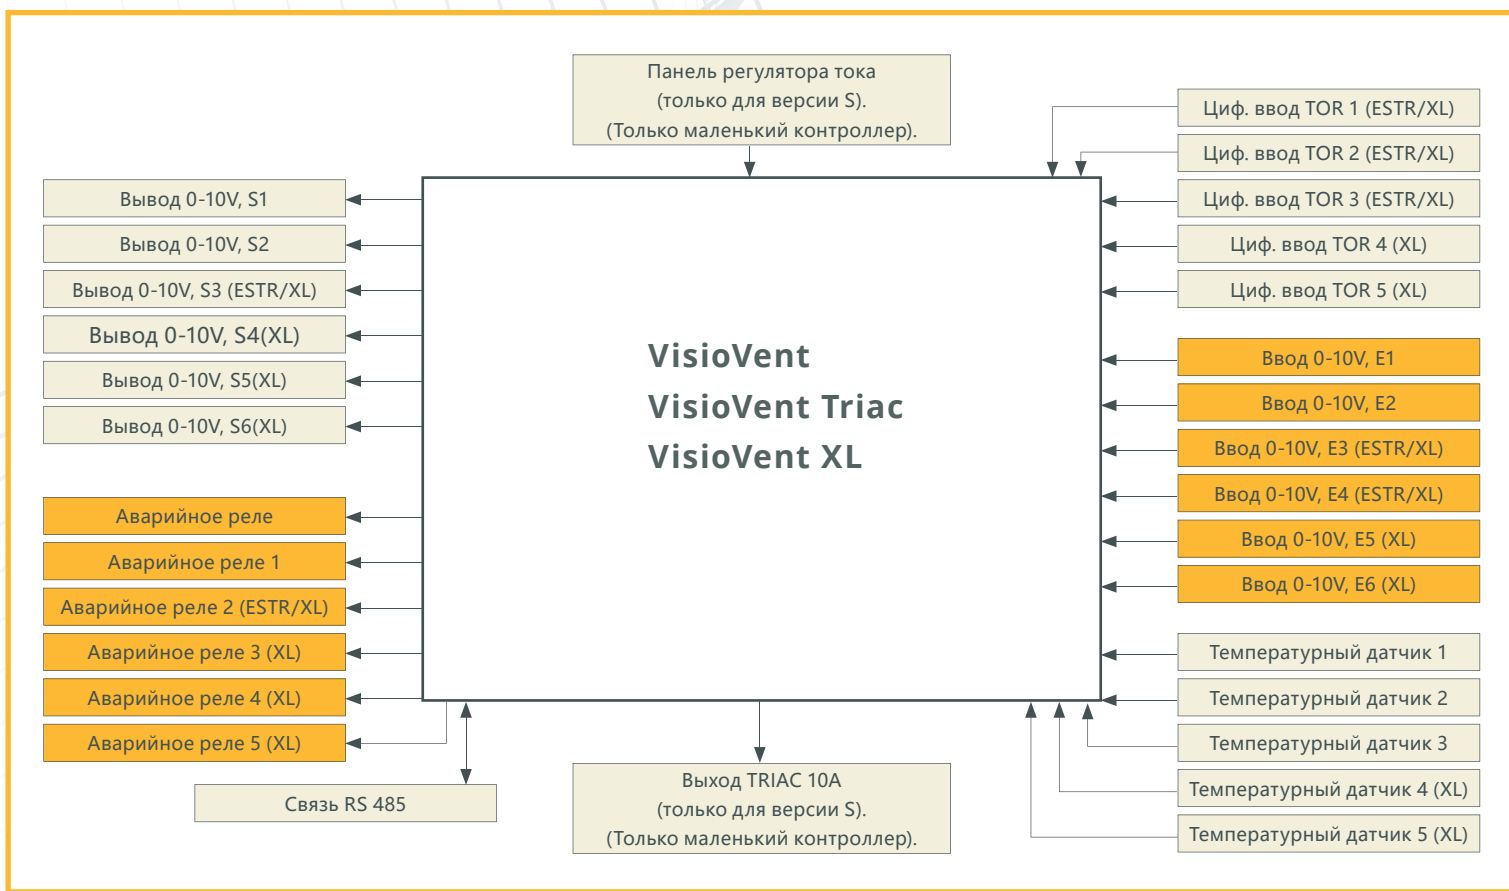 Панель регулятора тока
(только для версии S).
(Только маленький контроллер).
Вывод 0-10V, S1
Вывод 0-10V, S2
Вывод 0-10V, S3 (ESTR/XL)
Вывод 0-10V, S4(XL)
Вывод 0-10V, S5(XL)
Вывод 0-10V, S6(XL)
Аварийное реле
Аварийное реле 1
Аварийное реле 2 (ESTR/XL)
Аварийное реле 3 (XL)
Аварийное реле 4 (XL)
Аварийное реле 5 (XL)
Связь RS 485
VisioVent
VisioVent Triac
VisioVent XL
Выход TRIAC 10A
(только для версии S).
(Только маленький контроллер).
Циф. ввод TOR 1 (ESTR/XL)
Циф. ввод TOR 2 (ESTR/XL)
Циф. ввод TOR 3 (ESTR/XL)
Циф. ввод TOR 4 (XL)
Циф. ввод TOR 5 (XL)
Ввод 0-10V, E1
Ввод 0-10V, E2
Ввод 0-10V, E3 (ESTR/XL)
Ввод 0-10V, E4 (ESTR/XL)
Ввод 0-10V, E5 (XL)
Ввод 0-10V, E6 (XL)
Температурный датчик 1
Температурный датчик 2
Температурный датчик 3
Температурный датчик 4 (XL)
Температурный датчик 5 (XL)